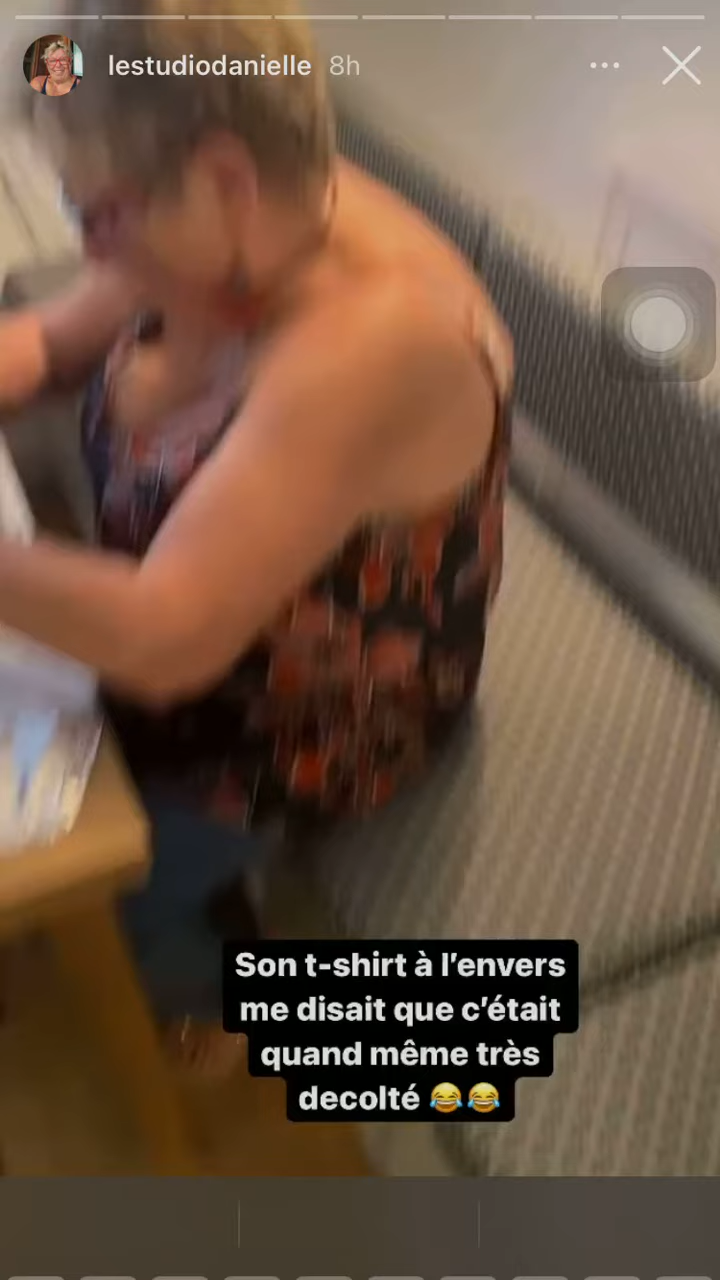 lestudiodanielle 8h
Son t-shirt à l'envers
me disait que c'était
quand même très
decolté 😂😂